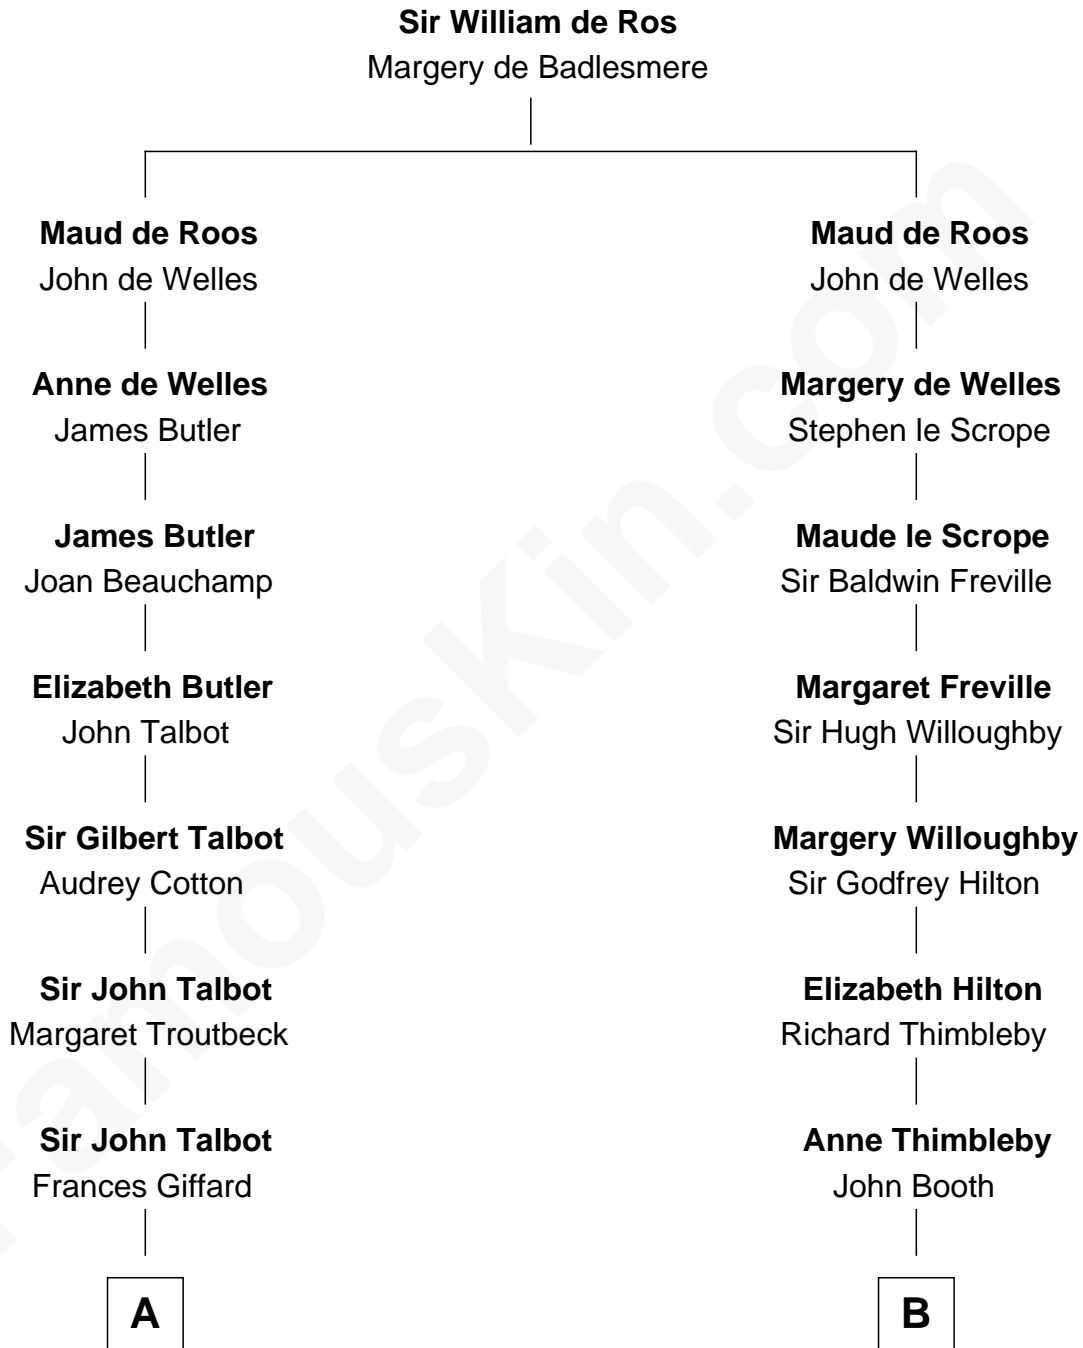 Sir William de Ros
Margery de Badlesmere
Maud de Roos
John de Welles
Anne de Welles
James Butler
James Butler
Joan Beauchamp
Elizabeth Butler
John Talbot
Sir Gilbert Talbot
Audrey Cotton
Sir John Talbot
Margaret Troutbeck
Sir John Talbot
Frances Giffard
A
Maud de Roos
John de Welles
Margery de Welles
Stephen le Scrope
Maude le Scrope
Sir Baldwin Freville
Margaret Freville
Sir Hugh Willoughby
Margery Willoughby
Sir Godfrey Hilton
Elizabeth Hilton
Richard Thimbleby
Anne Thimbleby
John Booth
B
FamousKin.com